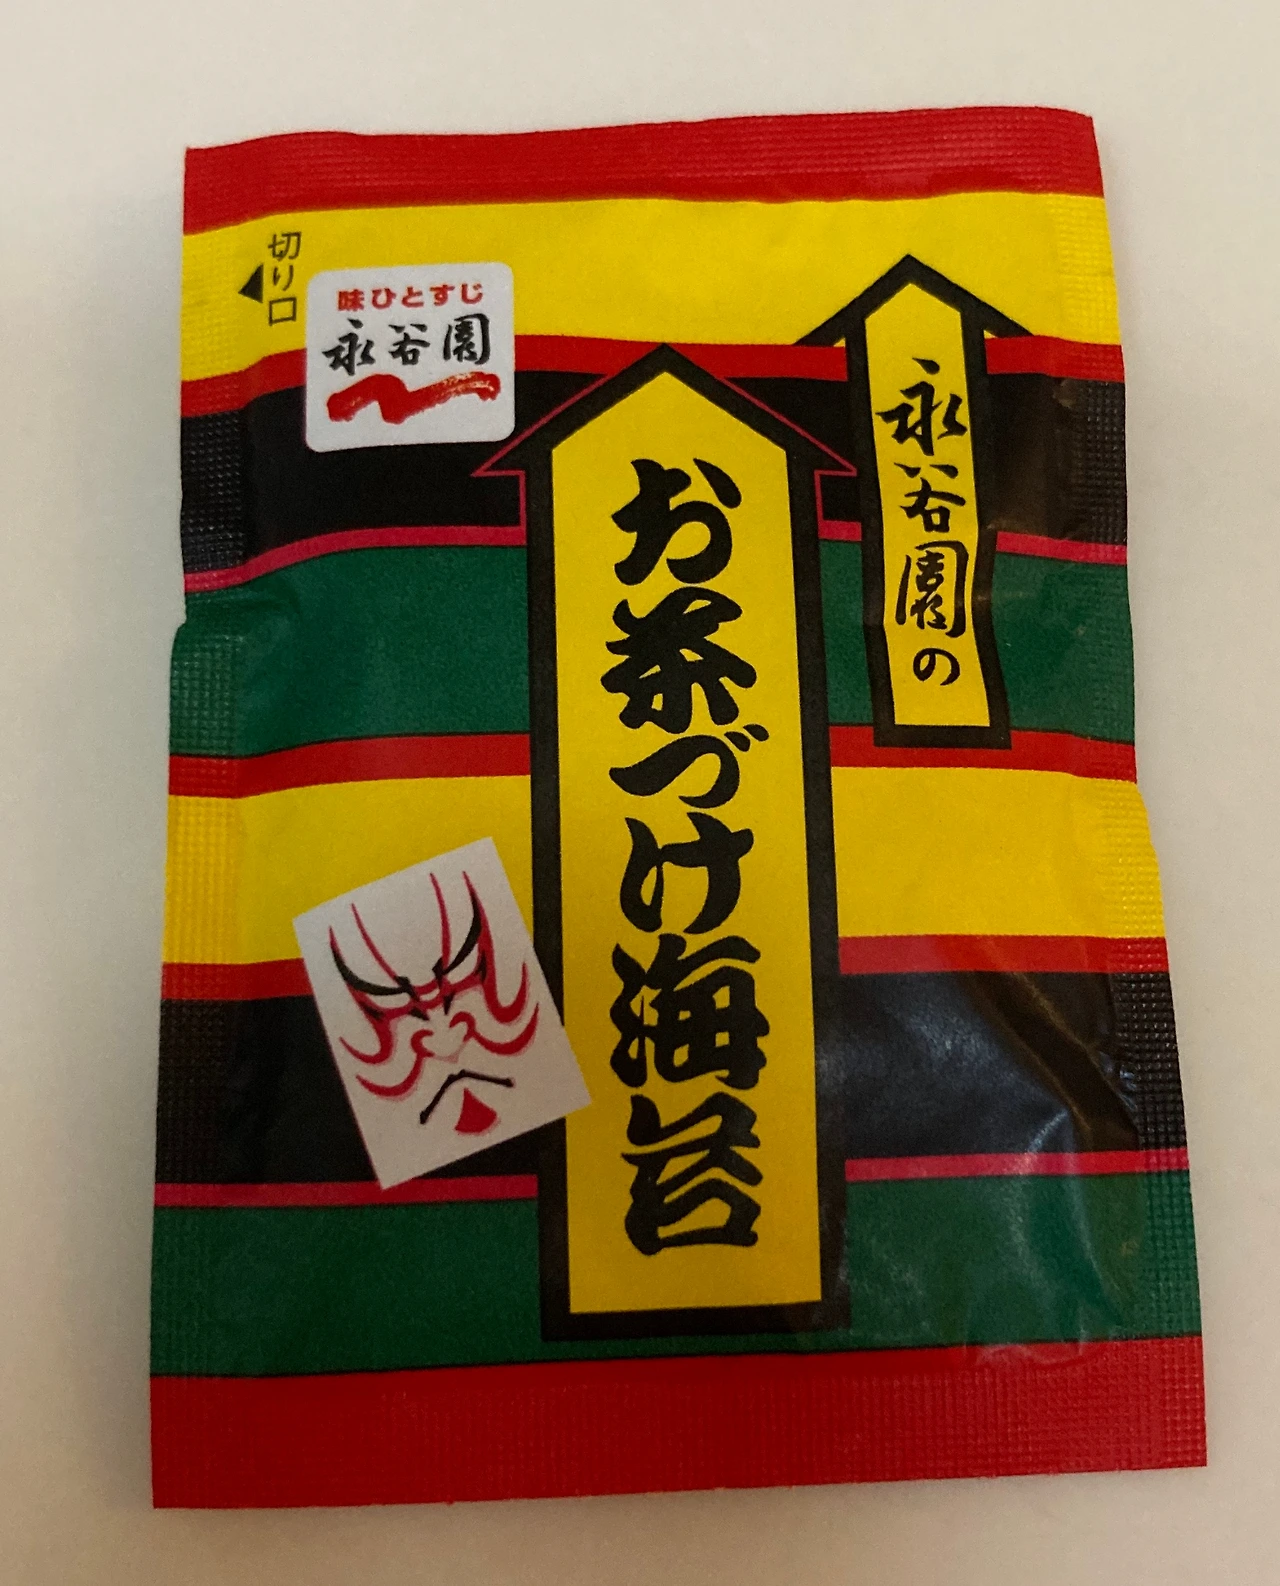 切り口
味ひとすじ
永谷園
永谷園の
お茶づけ海苔